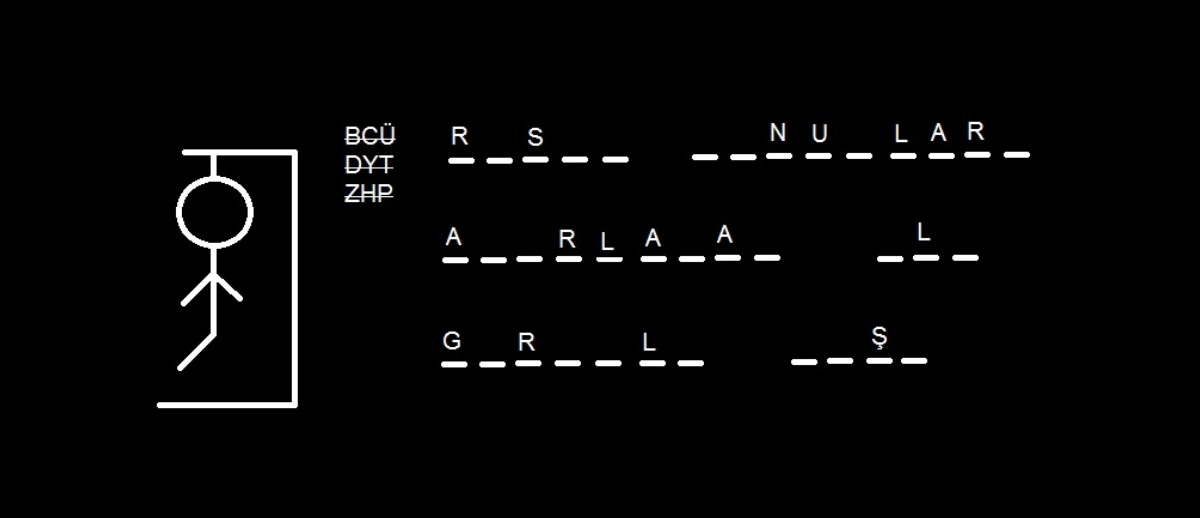 BCÜ R _ S _ _ _ _ N U _ L A R _
DYT
ZHP
A _ _ R L A _ A _ _ L _
G _ R _ _ L _ _ _ Ş _